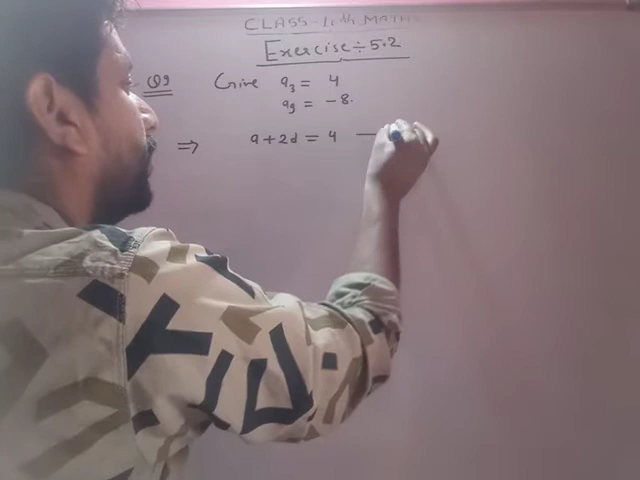 CLASS-10th MATH
Exercise÷5.2
Q9 Give a₃ = 4
a₉ = -8.
⇒ a+2d = 4 —